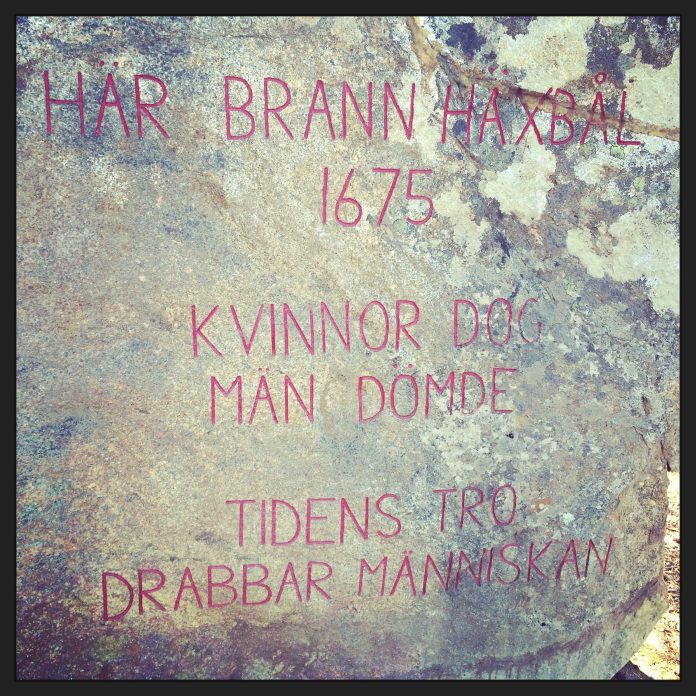 HÄR BRANN HÄXBÅL
1675
KVINNOR DOG
MÄN DÖMDE
TIDENS TRO
DRABBAR MÄNNISKAN